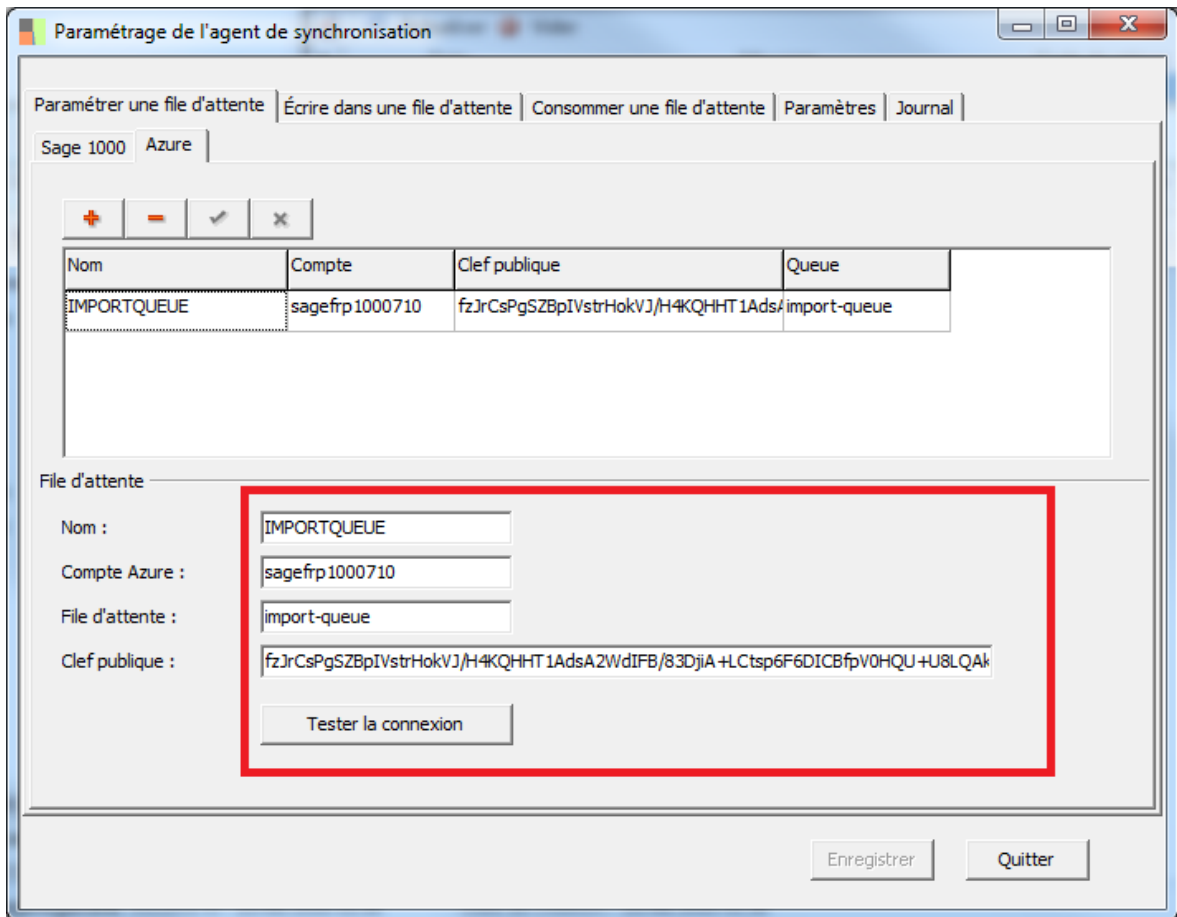 Paramétrage de l'agent de synchronisation
Paramétrer une file d'attente Écrire dans une file d'attente Consommer une file d'attente Paramètres Journal
Sage 1000 Azure
Nom Compte Clef publique Queue
IMPORTQUEUE sagefrp1000710 fzJrCsPgSZBpIVstrHokVJ/H4KQHHT1AdsA import-queue
File d'attente
Nom : IMPORTQUEUE
Compte Azure : sagefrp1000710
File d'attente : import-queue
Clef publique : fzJrCsPgSZBpIVstrHokVJ/H4KQHHT1AdsA2WdIFB/83DjiA+LCtsp6F6DICBfpV0HQU+U8LQAk
Tester la connexion
Enregistrer Quitter